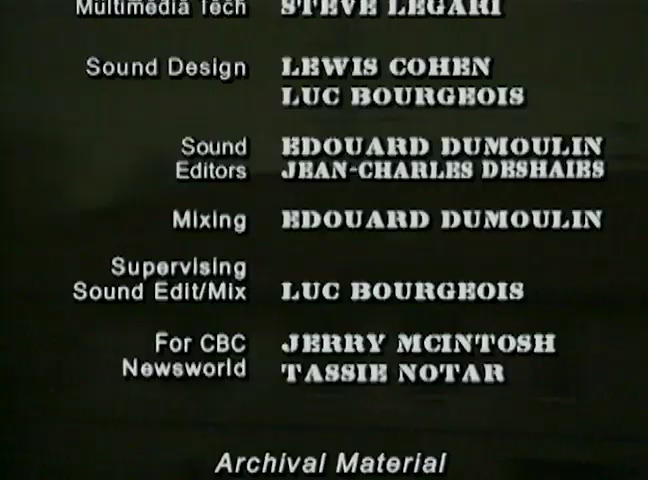 Multimedia Tech STEVE LEGARI
Sound Design LEWIS COHEN
LUC BOURGEOIS
Sound EDOUARD DUMOULIN
Editors JEAN-CHARLES DESHAIES
Mixing EDOUARD DUMOULIN
Supervising
Sound Edit/Mix LUC BOURGEOIS
For CBC JERRY MCINTOSH
Newsworld TASSIE NOTAR
Archival Material